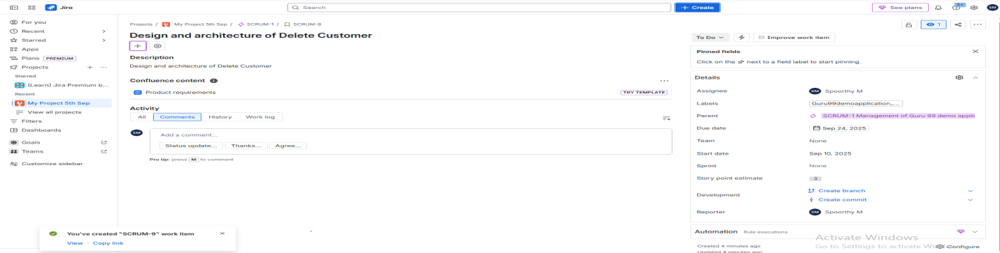 Jira
Search
+ Create
See plans
3+
SM
For you
Recent
Starred
Apps
Plans PREMIUM
Projects
Starred
(Learn) Jira Premium b...
Recent
My Project 5th Sep
View all projects
Filters
Dashboards
Goals
Teams
Customize sidebar
Projects / My Project 5th Sep / SCRUM-1 / SCRUM-8
1
Design and architecture of Delete Customer
Description
Design and architecture of Delete Customer
Confluence content
Product requirements
TRY TEMPLATE
Activity
All Comments History Work log
SM
Add a comment...
Status update... Thanks... Agree...
Pro tip: press M to comment
To Do
Improve work item
Pinned fields
Click on the next to a field label to start pinning.
Details
Assignee SM Spoorthy M
Labels Guru99demoapplication_...
Parent SCRUM-1 Management of Guru 99 demo appli
Due date Sep 24, 2025
Team None
Start date Sep 10, 2025
Sprint None
Story point estimate 3
Development Create branch
Create commit
Reporter SM Spoorthy M
Automation Rule executions
Created 4 minutes ago
Updated 4 minutes ago
Configure
Activate Windows
Go to Settings to activate Windows
You've created "SCRUM-9" work item
View · Copy link